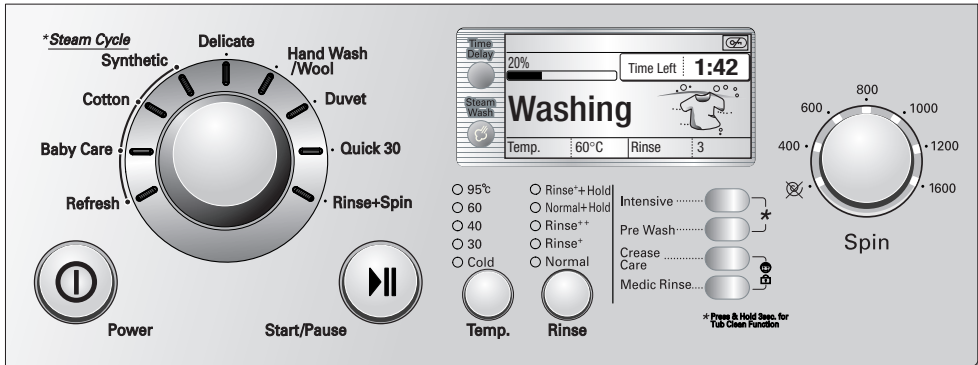 *Steam Cycle
Synthetic
Delicate
Hand Wash
/Wool
Cotton
Duvet
Baby Care
Quick 30
Refresh
Rinse+Spin
Power
Start/Pause
Time
Delay
Steam
Wash
20%
Time Left 1:42
Washing
Temp. 60°C Rinse 3
95℃
60
40
30
Cold
Temp.
Rinse⁺+Hold
Normal+Hold
Rinse⁺⁺
Rinse⁺
Normal
Rinse
Intensive
Pre Wash
*
Crease
Care
Medic Rinse
* Press & Hold 3sec. for
Tub Clean Function
400
600
800
1000
1200
1600
Spin